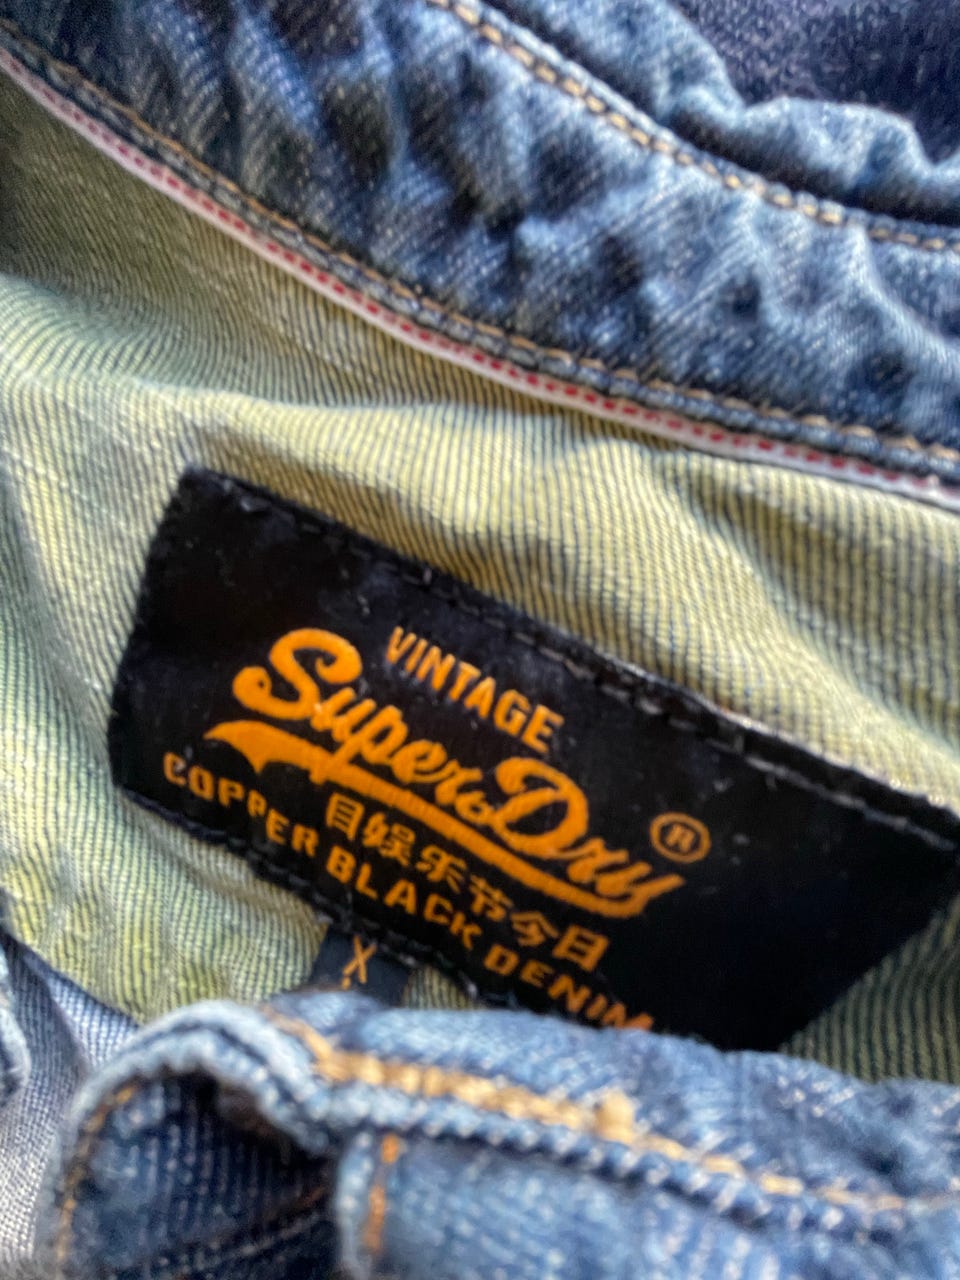 VINTAGE
SuperDry ®
目娱乐节今日
COPPER BLACK DENIM
X